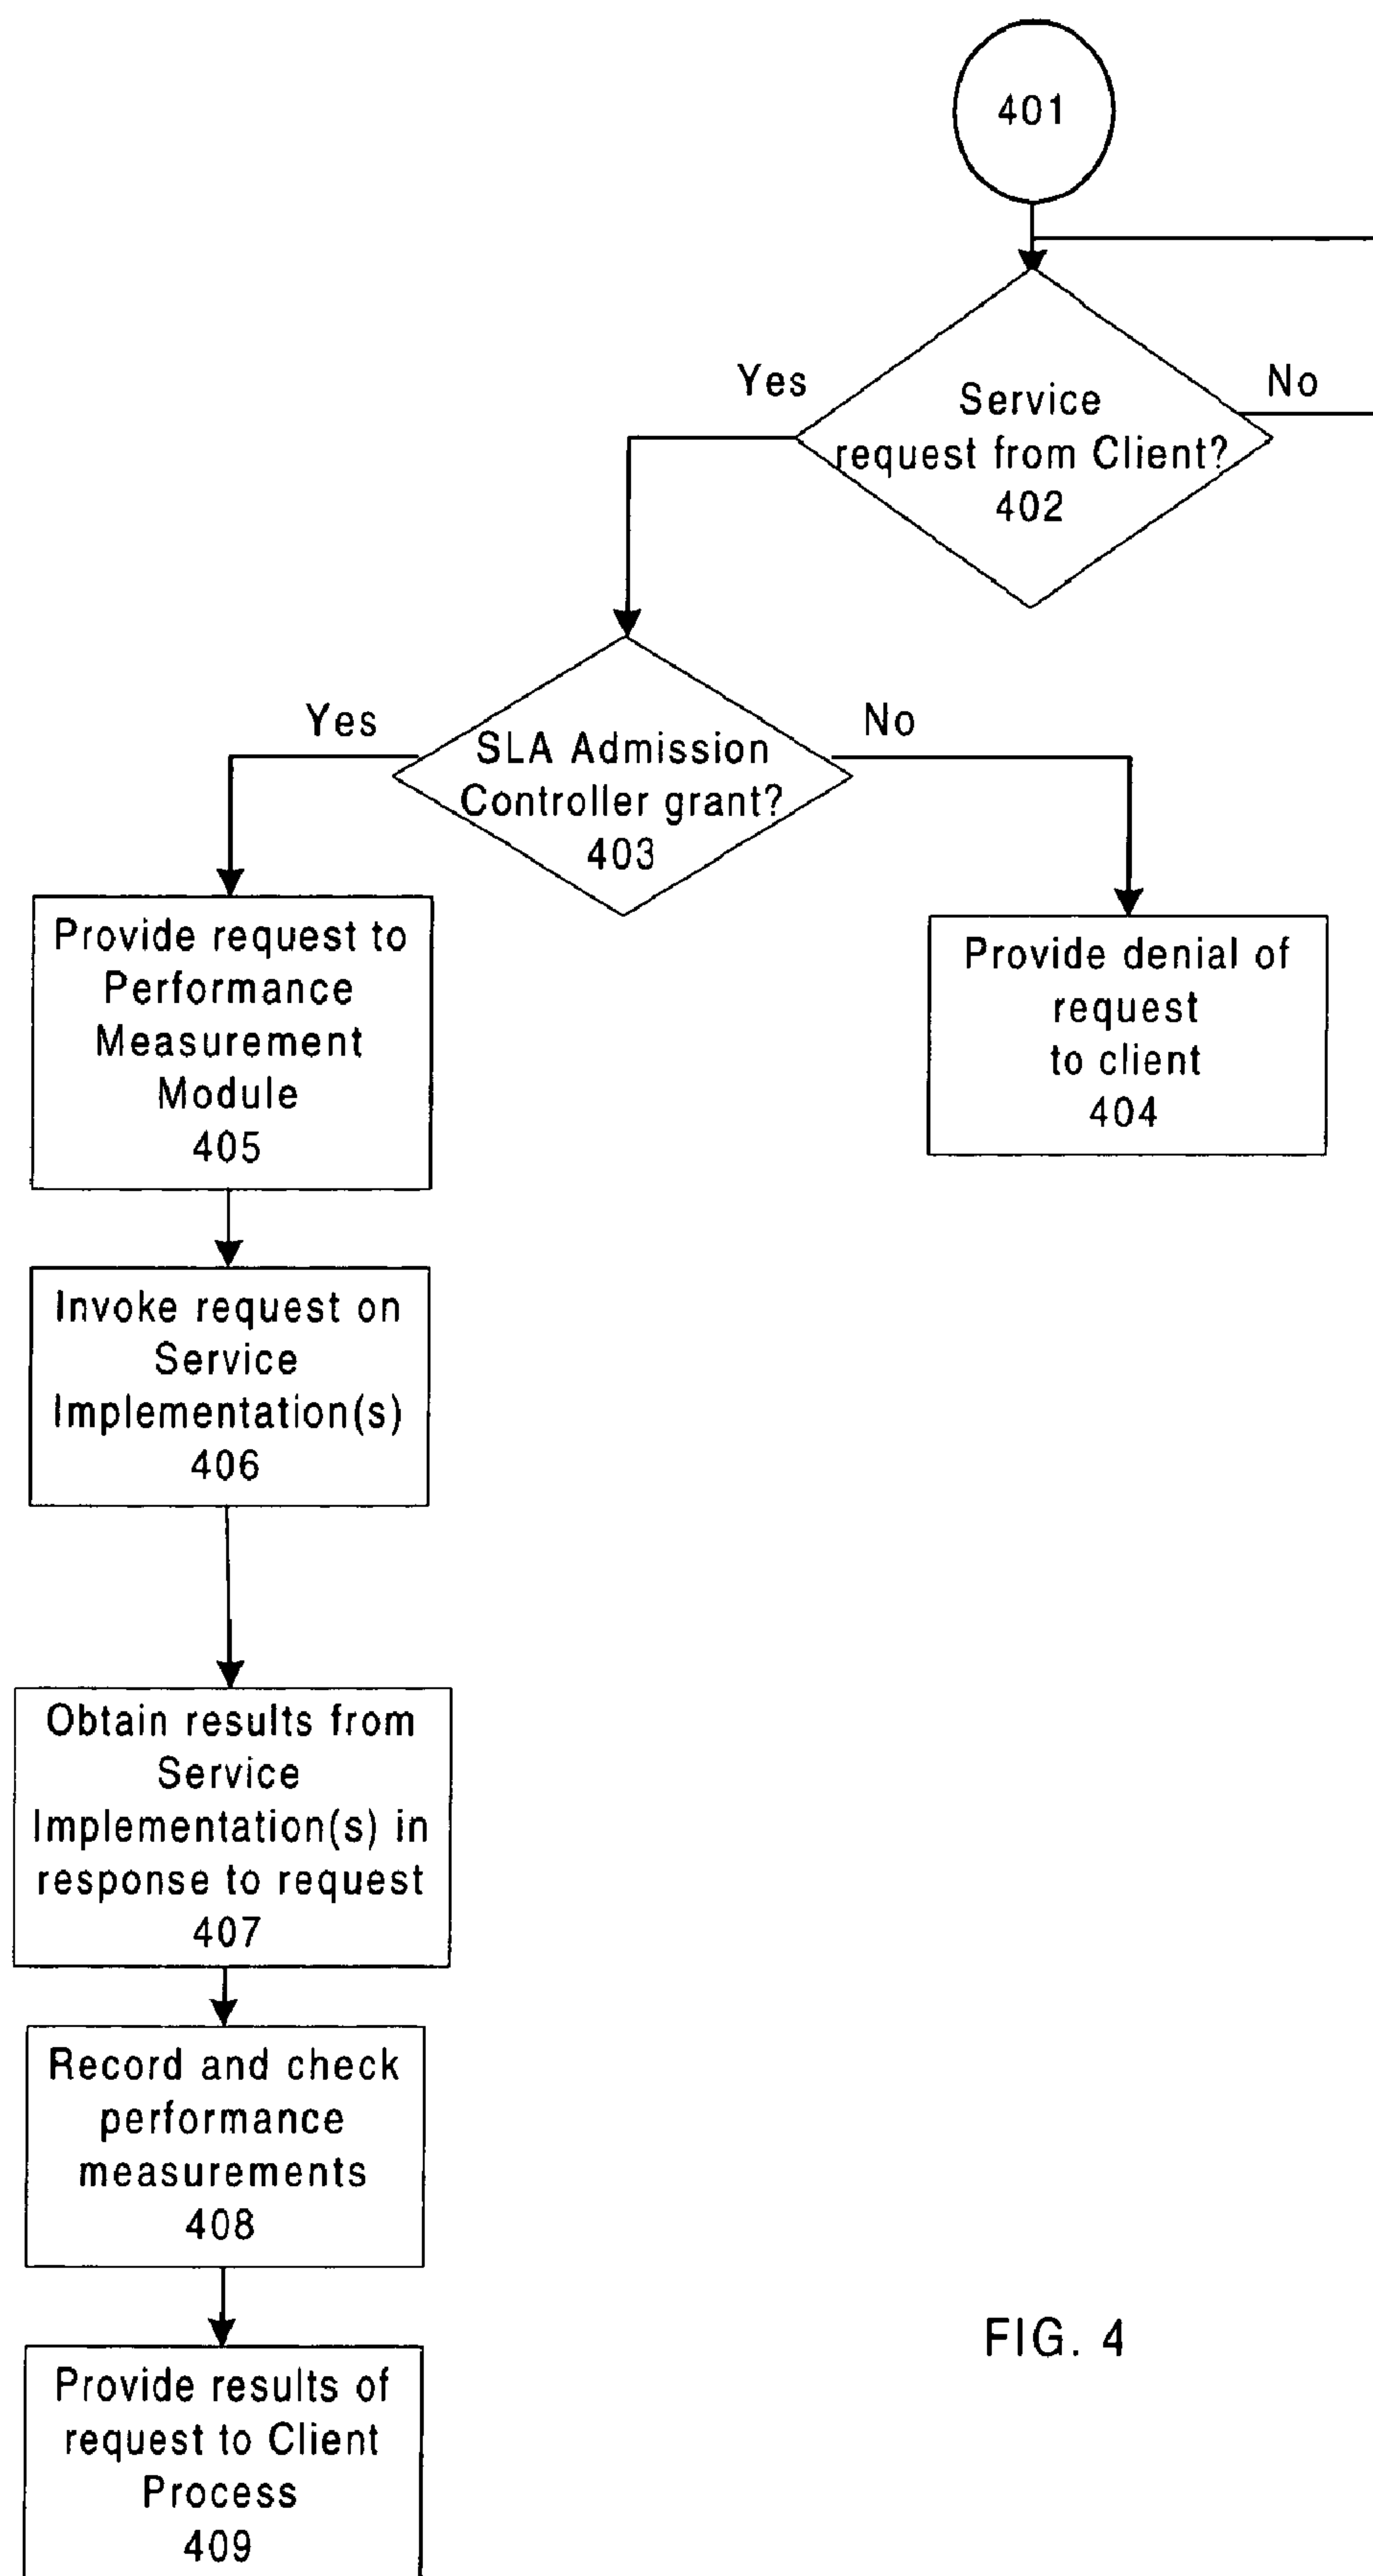 401
Yes
No
Service
request from Client?
402
Yes
No
SLA Admission
Controller grant?
403
Provide request to
Performance
Measurement
Module
405
Provide denial of
request
to client
404
Invoke request on
Service
Implementation(s)
406
Obtain results from
Service
Implementation(s) in
response to request
407
Record and check
performance
measurements
408
Provide results of
request to Client
Process
409
FIG. 4